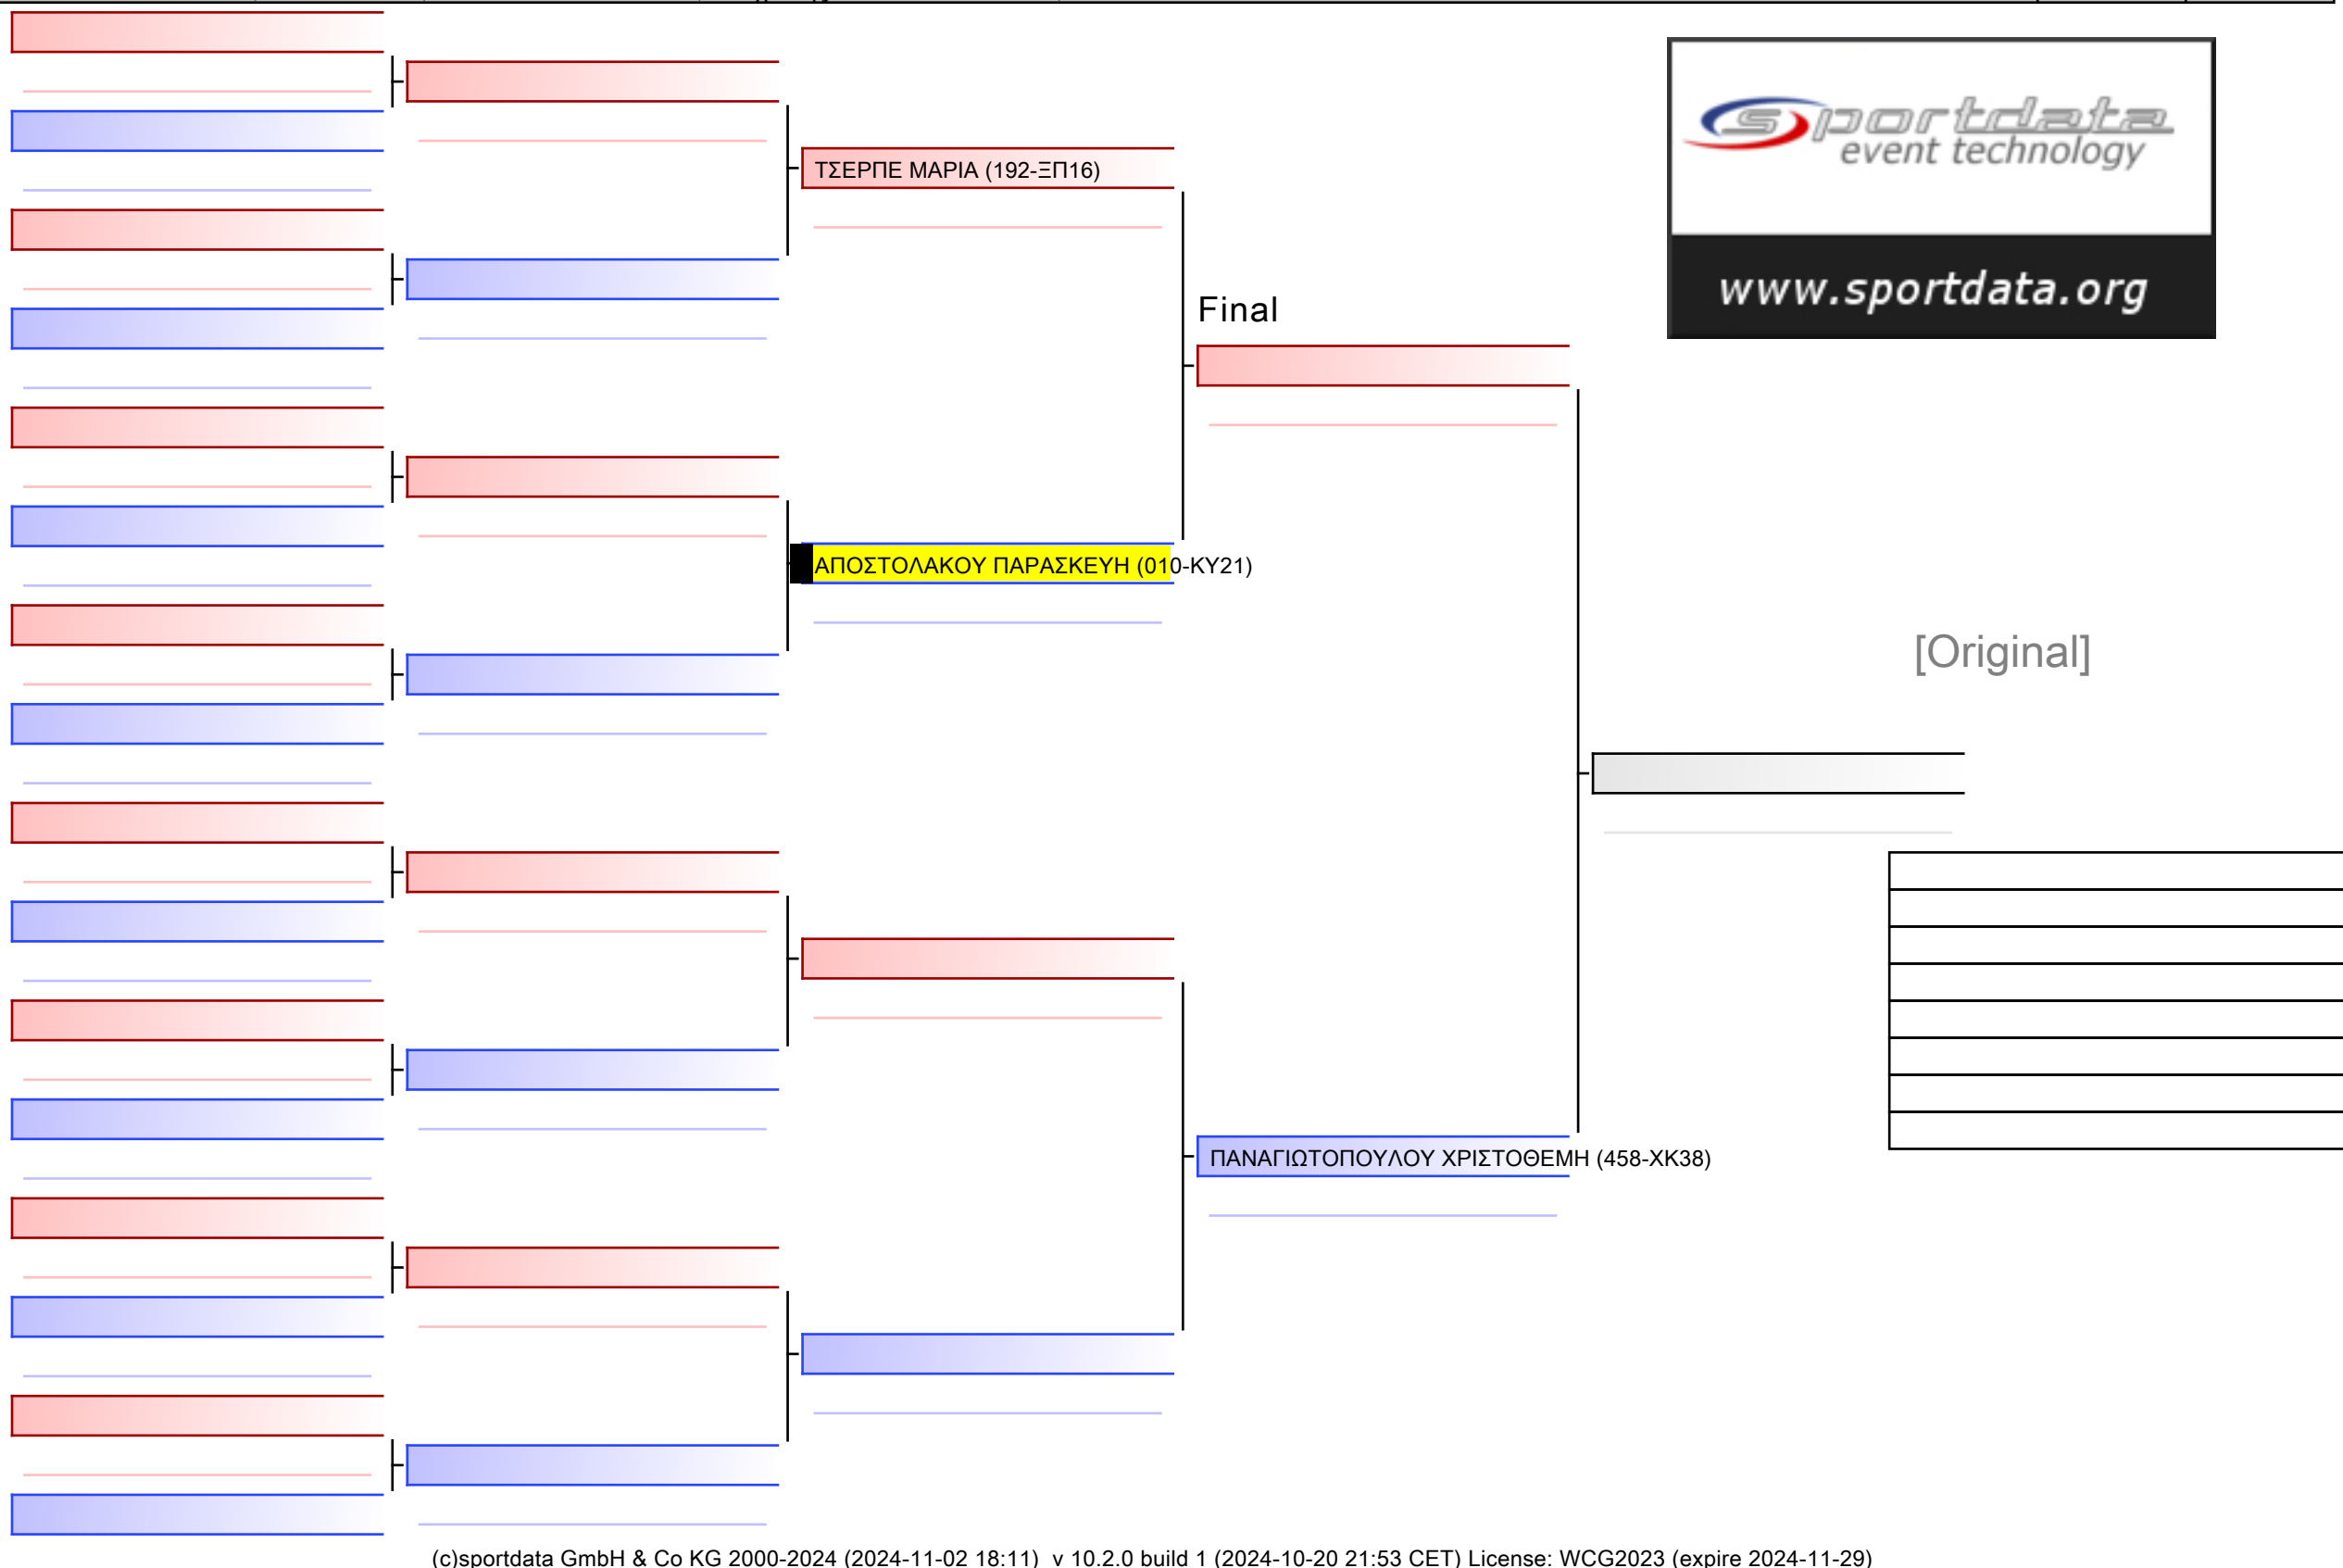 sportdata
event technology
ΤΣΕΡΠΕ ΜΑΡΙΑ (192-ΞΠ16)
www.sportdata.org
Final
ΑΠΟΣΤΟΛΑΚΟΥ ΠΑΡΑΣΚΕΥΗ (010-ΚΥ21)
[Original]
ΠΑΝΑΓΙΩΤΟΠΟΥΛΟΥ ΧΡΙΣΤΟΘΕΜΗ (458-ΧΚ38)
(c)sportdata GmbH & Co KG 2000-2024 (2024-11-02 18:11) v 10.2.0 build 1 (2024-10-20 21:53 CET) License: WCG2023 (expire 2024-11-29)